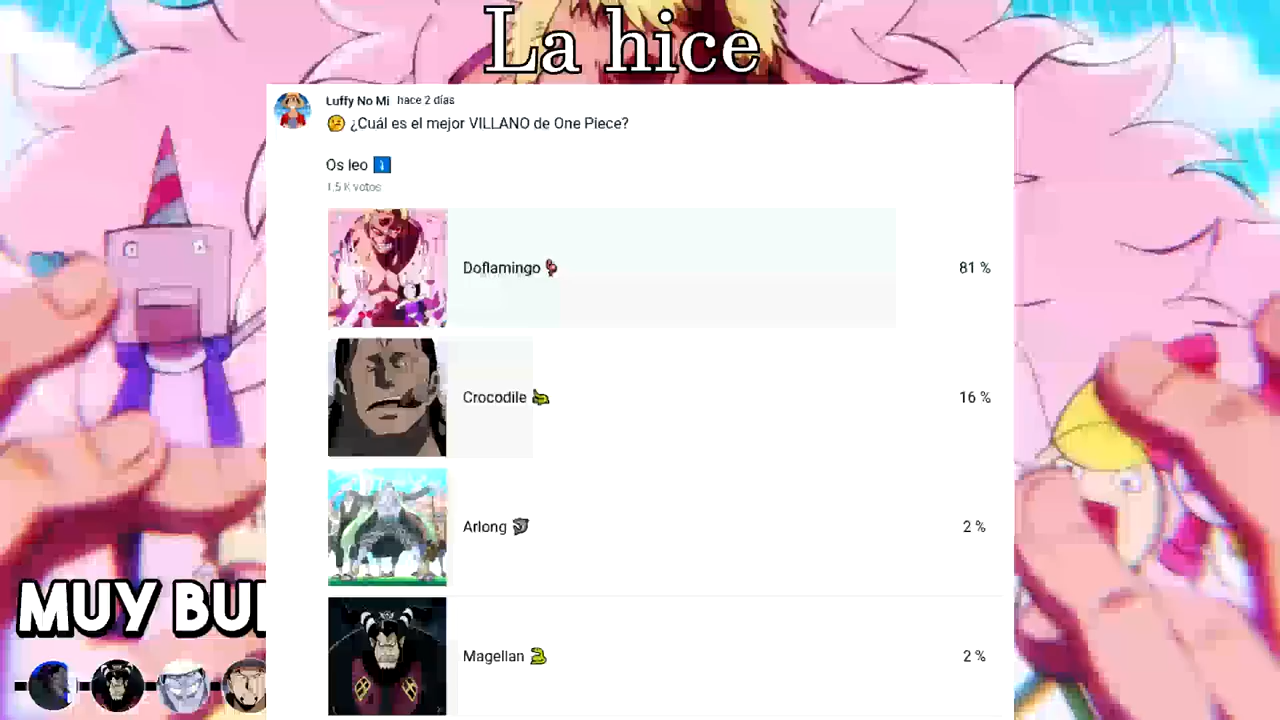 La hice
Luffy No Mi hace 2 días
🤔 ¿Cuál es el mejor VILLANO de One Piece?
Os leo ⬇️
1,5 K votos
Doflamingo 🦩 81 %
Crocodile 🐊 16 %
Arlong 🦈 2 %
Magellan 🐍 2 %
MUY BU